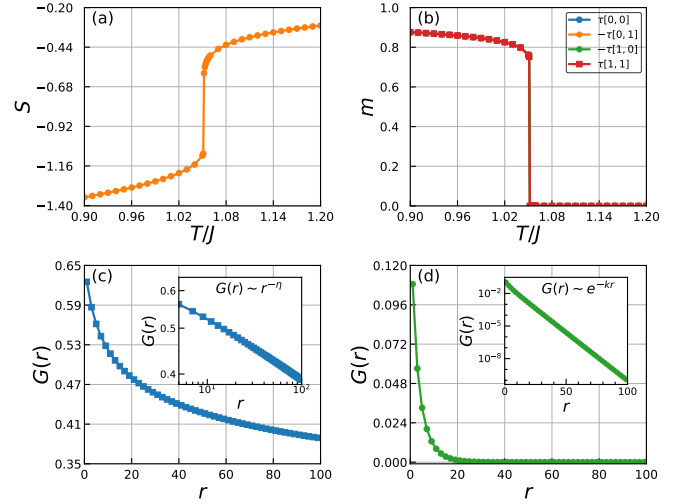 (a)
S
−0.20
−0.44
−0.68
−0.92
−1.16
−1.40
0.90 0.96 1.02 1.08 1.14 1.20
T/J
(b)
m
1.0
0.8
0.6
0.4
0.2
0.0
0.90 0.96 1.02 1.08 1.14 1.20
T/J
τ[0, 0]
−τ[0, 1]
−τ[1, 0]
τ[1, 1]
(c)
G(r)
0.65
0.59
0.53
0.47
0.41
0.35
0 20 40 60 80 100
r
G(r) ~ r^{−η}
G(r)
0.6
0.5
0.4
10^1 10^2
r
(d)
G(r)
0.120
0.096
0.072
0.048
0.024
0.000
0 20 40 60 80 100
r
G(r) ~ e^{−kr}
G(r)
10^{−2}
10^{−5}
10^{−8}
0 50 100
r